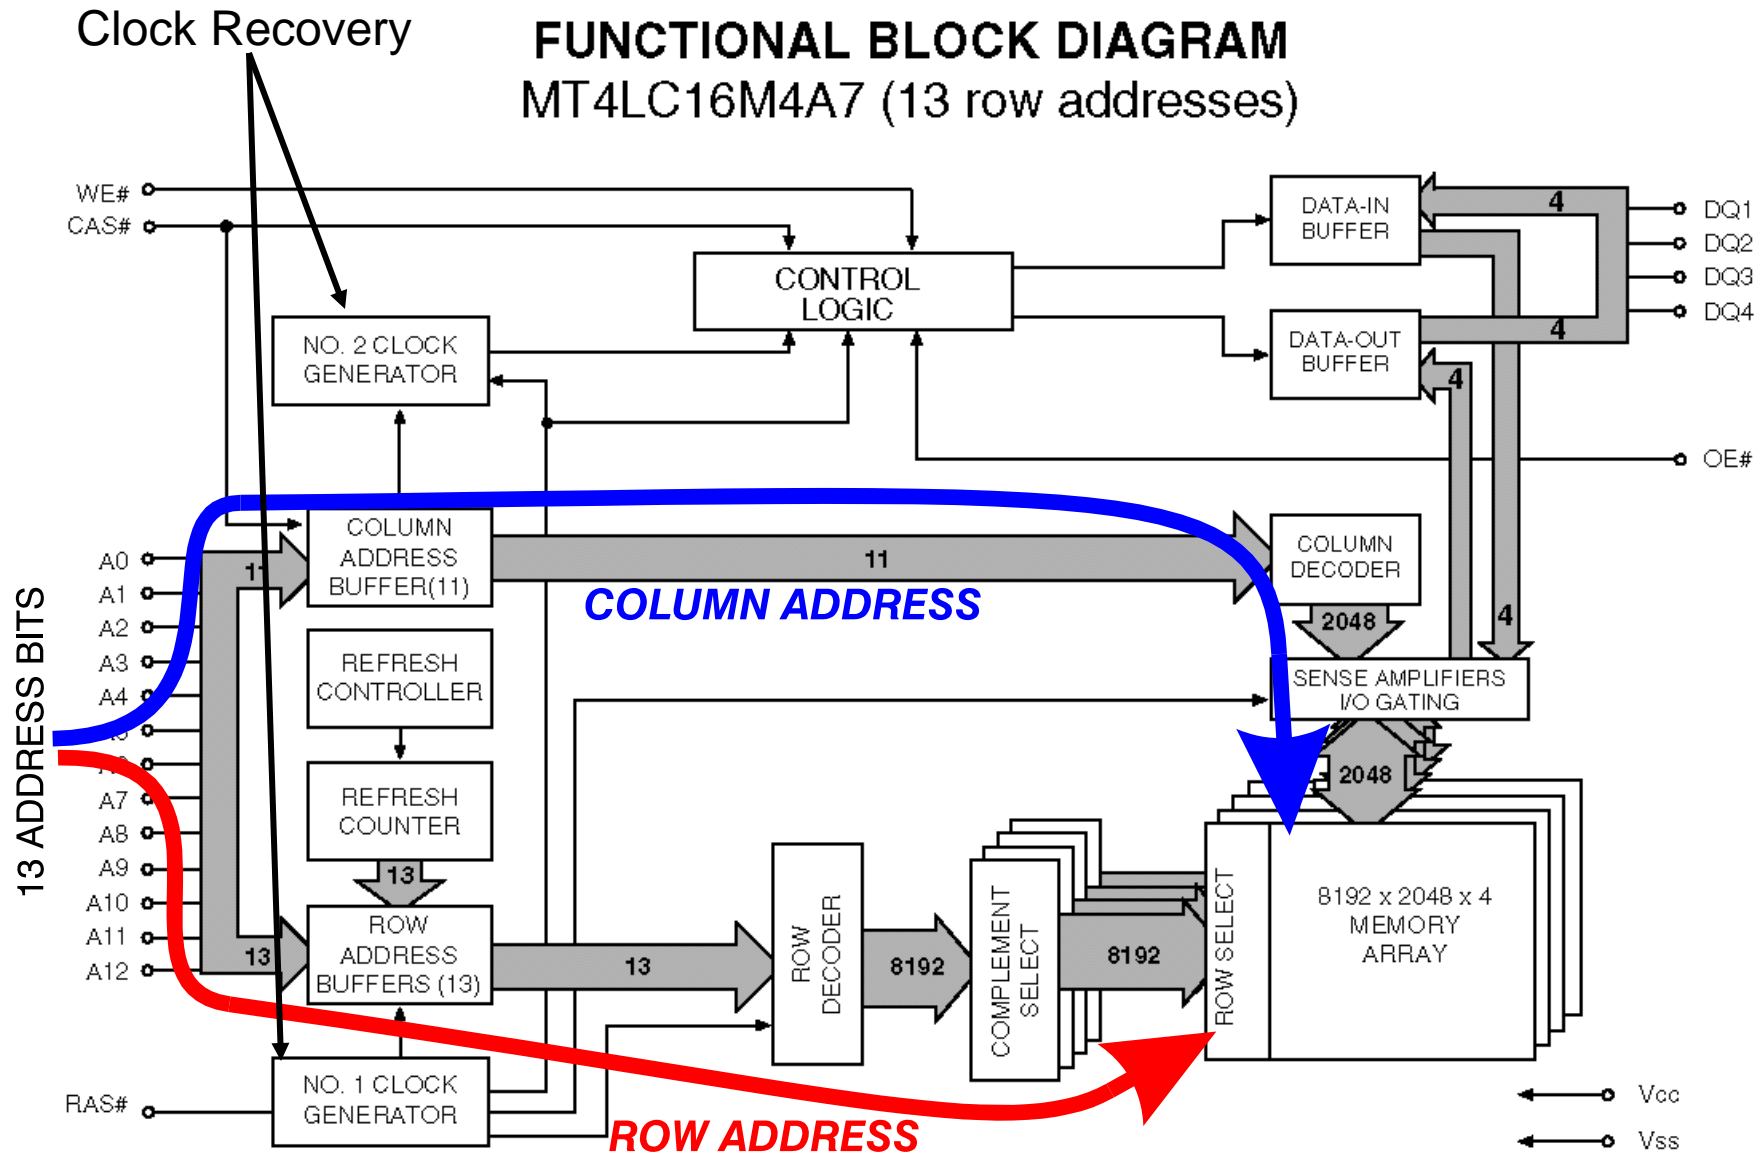 Clock Recovery
FUNCTIONAL BLOCK DIAGRAM
MT4LC16M4A7 (13 row addresses)
WE#
CAS#
CONTROL
LOGIC
DATA-IN
BUFFER
4
DQ1
DQ2
DQ3
DQ4
DATA-OUT
BUFFER
4
4
NO. 2 CLOCK
GENERATOR
OE#
COLUMN
ADDRESS
BUFFER(11)
11
11
COLUMN ADDRESS
COLUMN
DECODER
2048
4
SENSE AMPLIFIERS
I/O GATING
2048
13 ADDRESS BITS
A0
A1
A2
A3
A4
A7
A8
A9
A10
A11
A12
REFRESH
CONTROLLER
REFRESH
COUNTER
13
ROW
ADDRESS
BUFFERS (13)
13
13
ROW
DECODER
8192
COMPLEMENT
SELECT
8192
ROW SELECT
8192 x 2048 x 4
MEMORY
ARRAY
RAS#
NO. 1 CLOCK
GENERATOR
ROW ADDRESS
Vcc
Vss